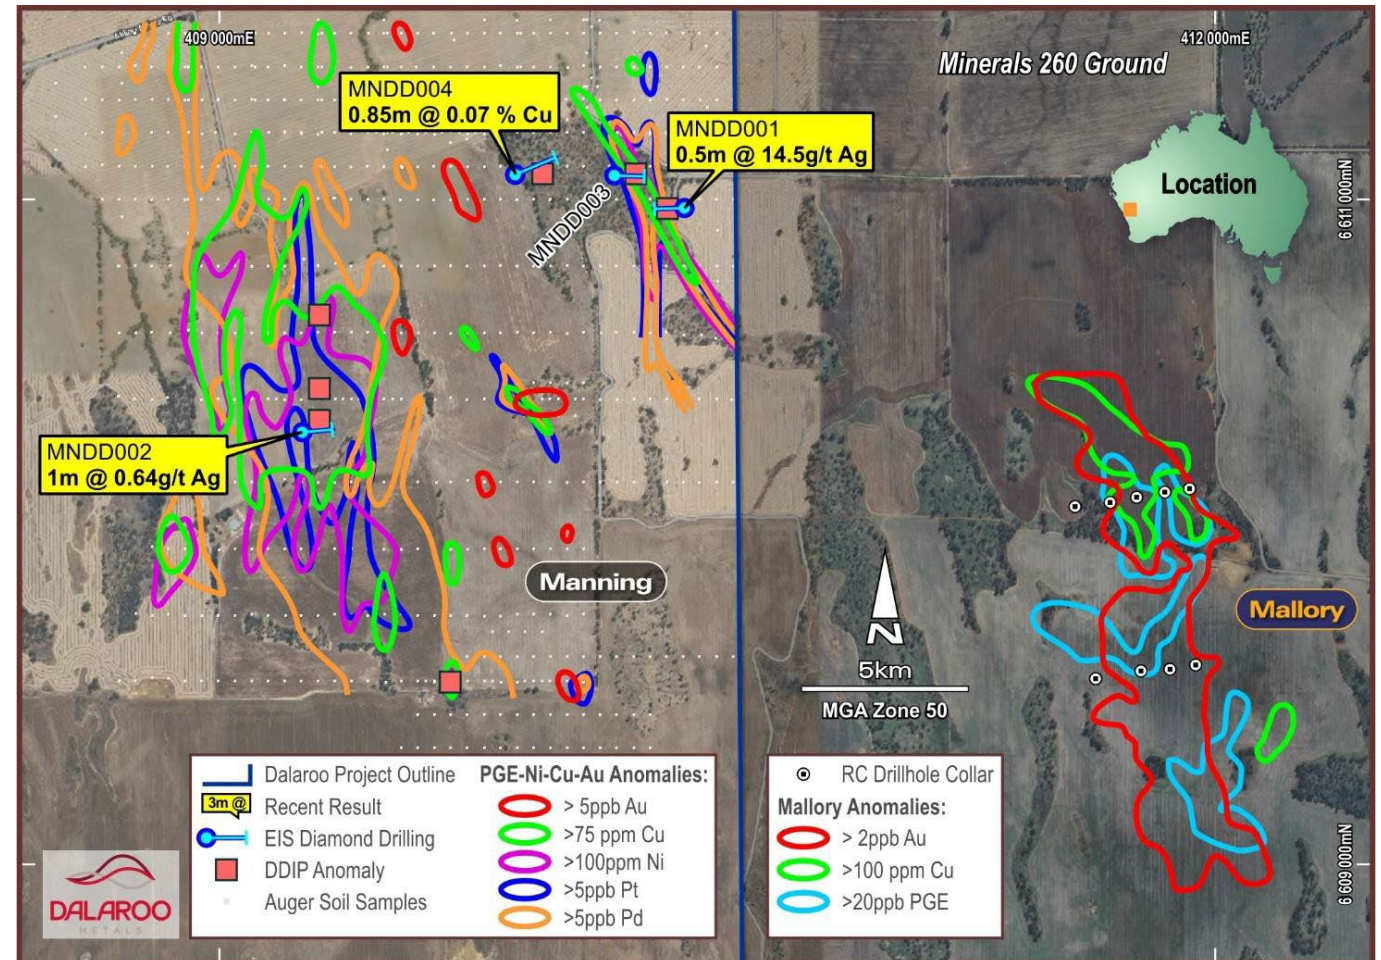 409 000mE
412 000mE
Minerals 260 Ground
MNDD004
0.85m @ 0.07 % Cu
MNDD001
0.5m @ 14.5g/t Ag
Location
6 611 000mN
MNDD003
MNDD002
1m @ 0.64g/t Ag
Manning
Mallory
N
5km
MGA Zone 50
Dalaroo Project Outline
3m @
Recent Result
EIS Diamond Drilling
DDIP Anomaly
Auger Soil Samples
PGE-Ni-Cu-Au Anomalies:
> 5ppb Au
>75 ppm Cu
>100ppm Ni
>5ppb Pt
>5ppb Pd
RC Drillhole Collar
Mallory Anomalies:
> 2ppb Au
>100 ppm Cu
>20ppb PGE
6 609 000mN
DALAROO
METALS